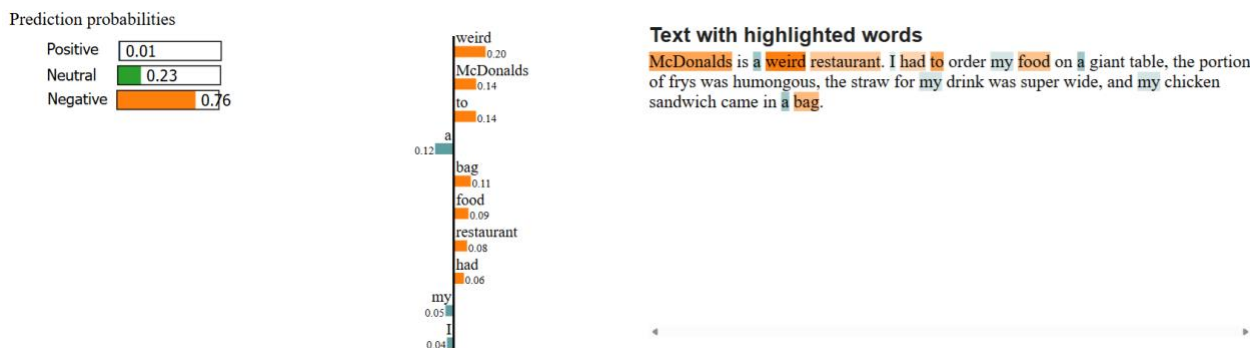 Prediction probabilities
Positive 0.01
Neutral 0.23
Negative 0.76
weird
0.20
McDonalds
0.14
to
0.14
a
0.12
bag
0.11
food
0.09
restaurant
0.08
had
0.06
my
0.05
I
0.04
Text with highlighted words
McDonalds is a weird restaurant. I had to order my food on a giant table, the portion
of frys was humongous, the straw for my drink was super wide, and my chicken
sandwich came in a bag.